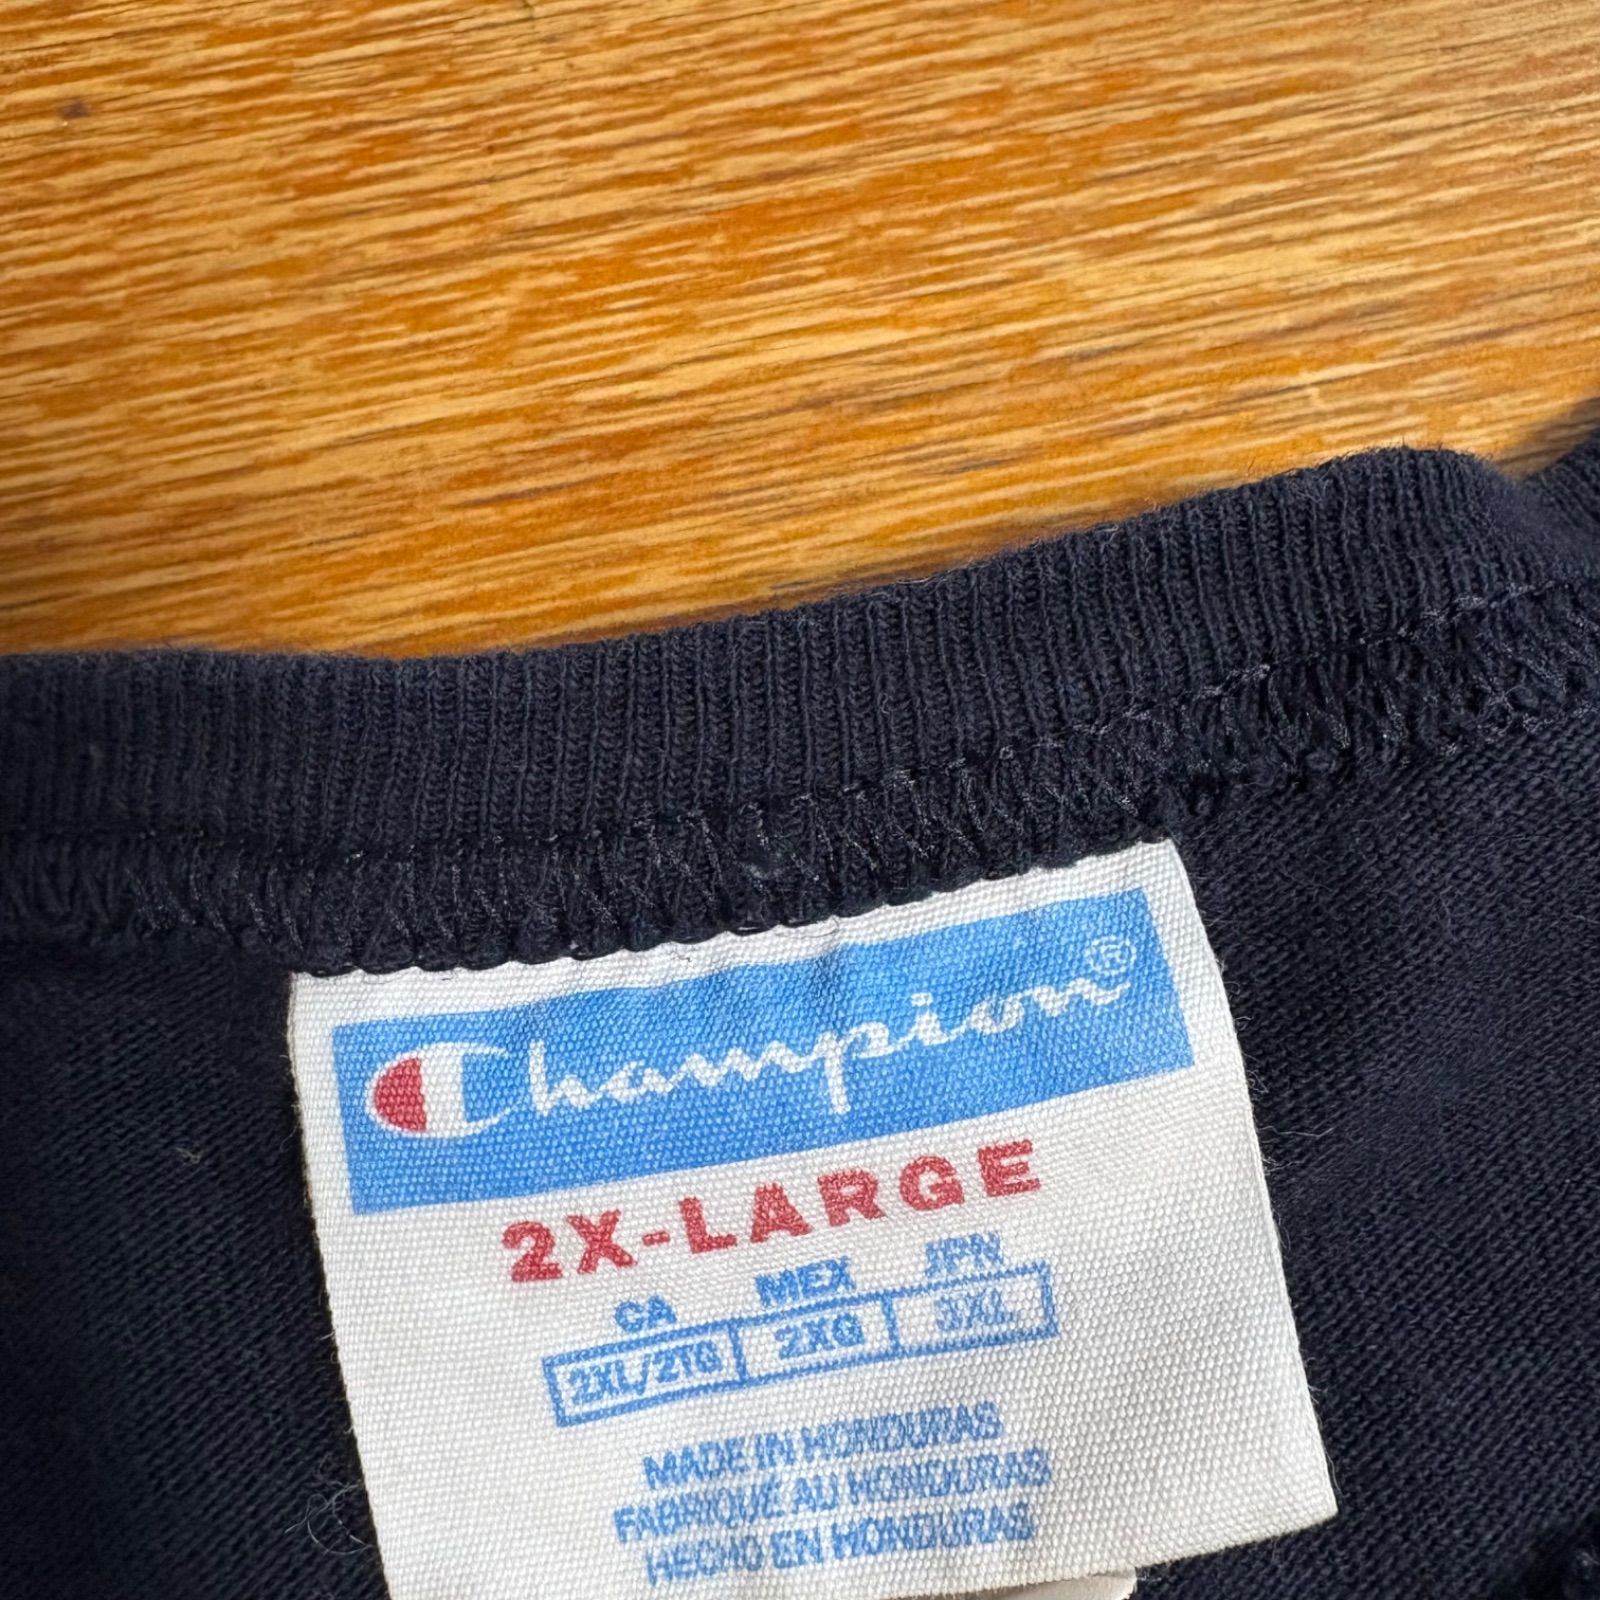 Champion®
2X-LARGE
CA MEX JPN
2XL/2TG 2XG 3XL
MADE IN HONDURAS
FABRIQUÉ AU HONDURAS
HECHO EN HONDURAS